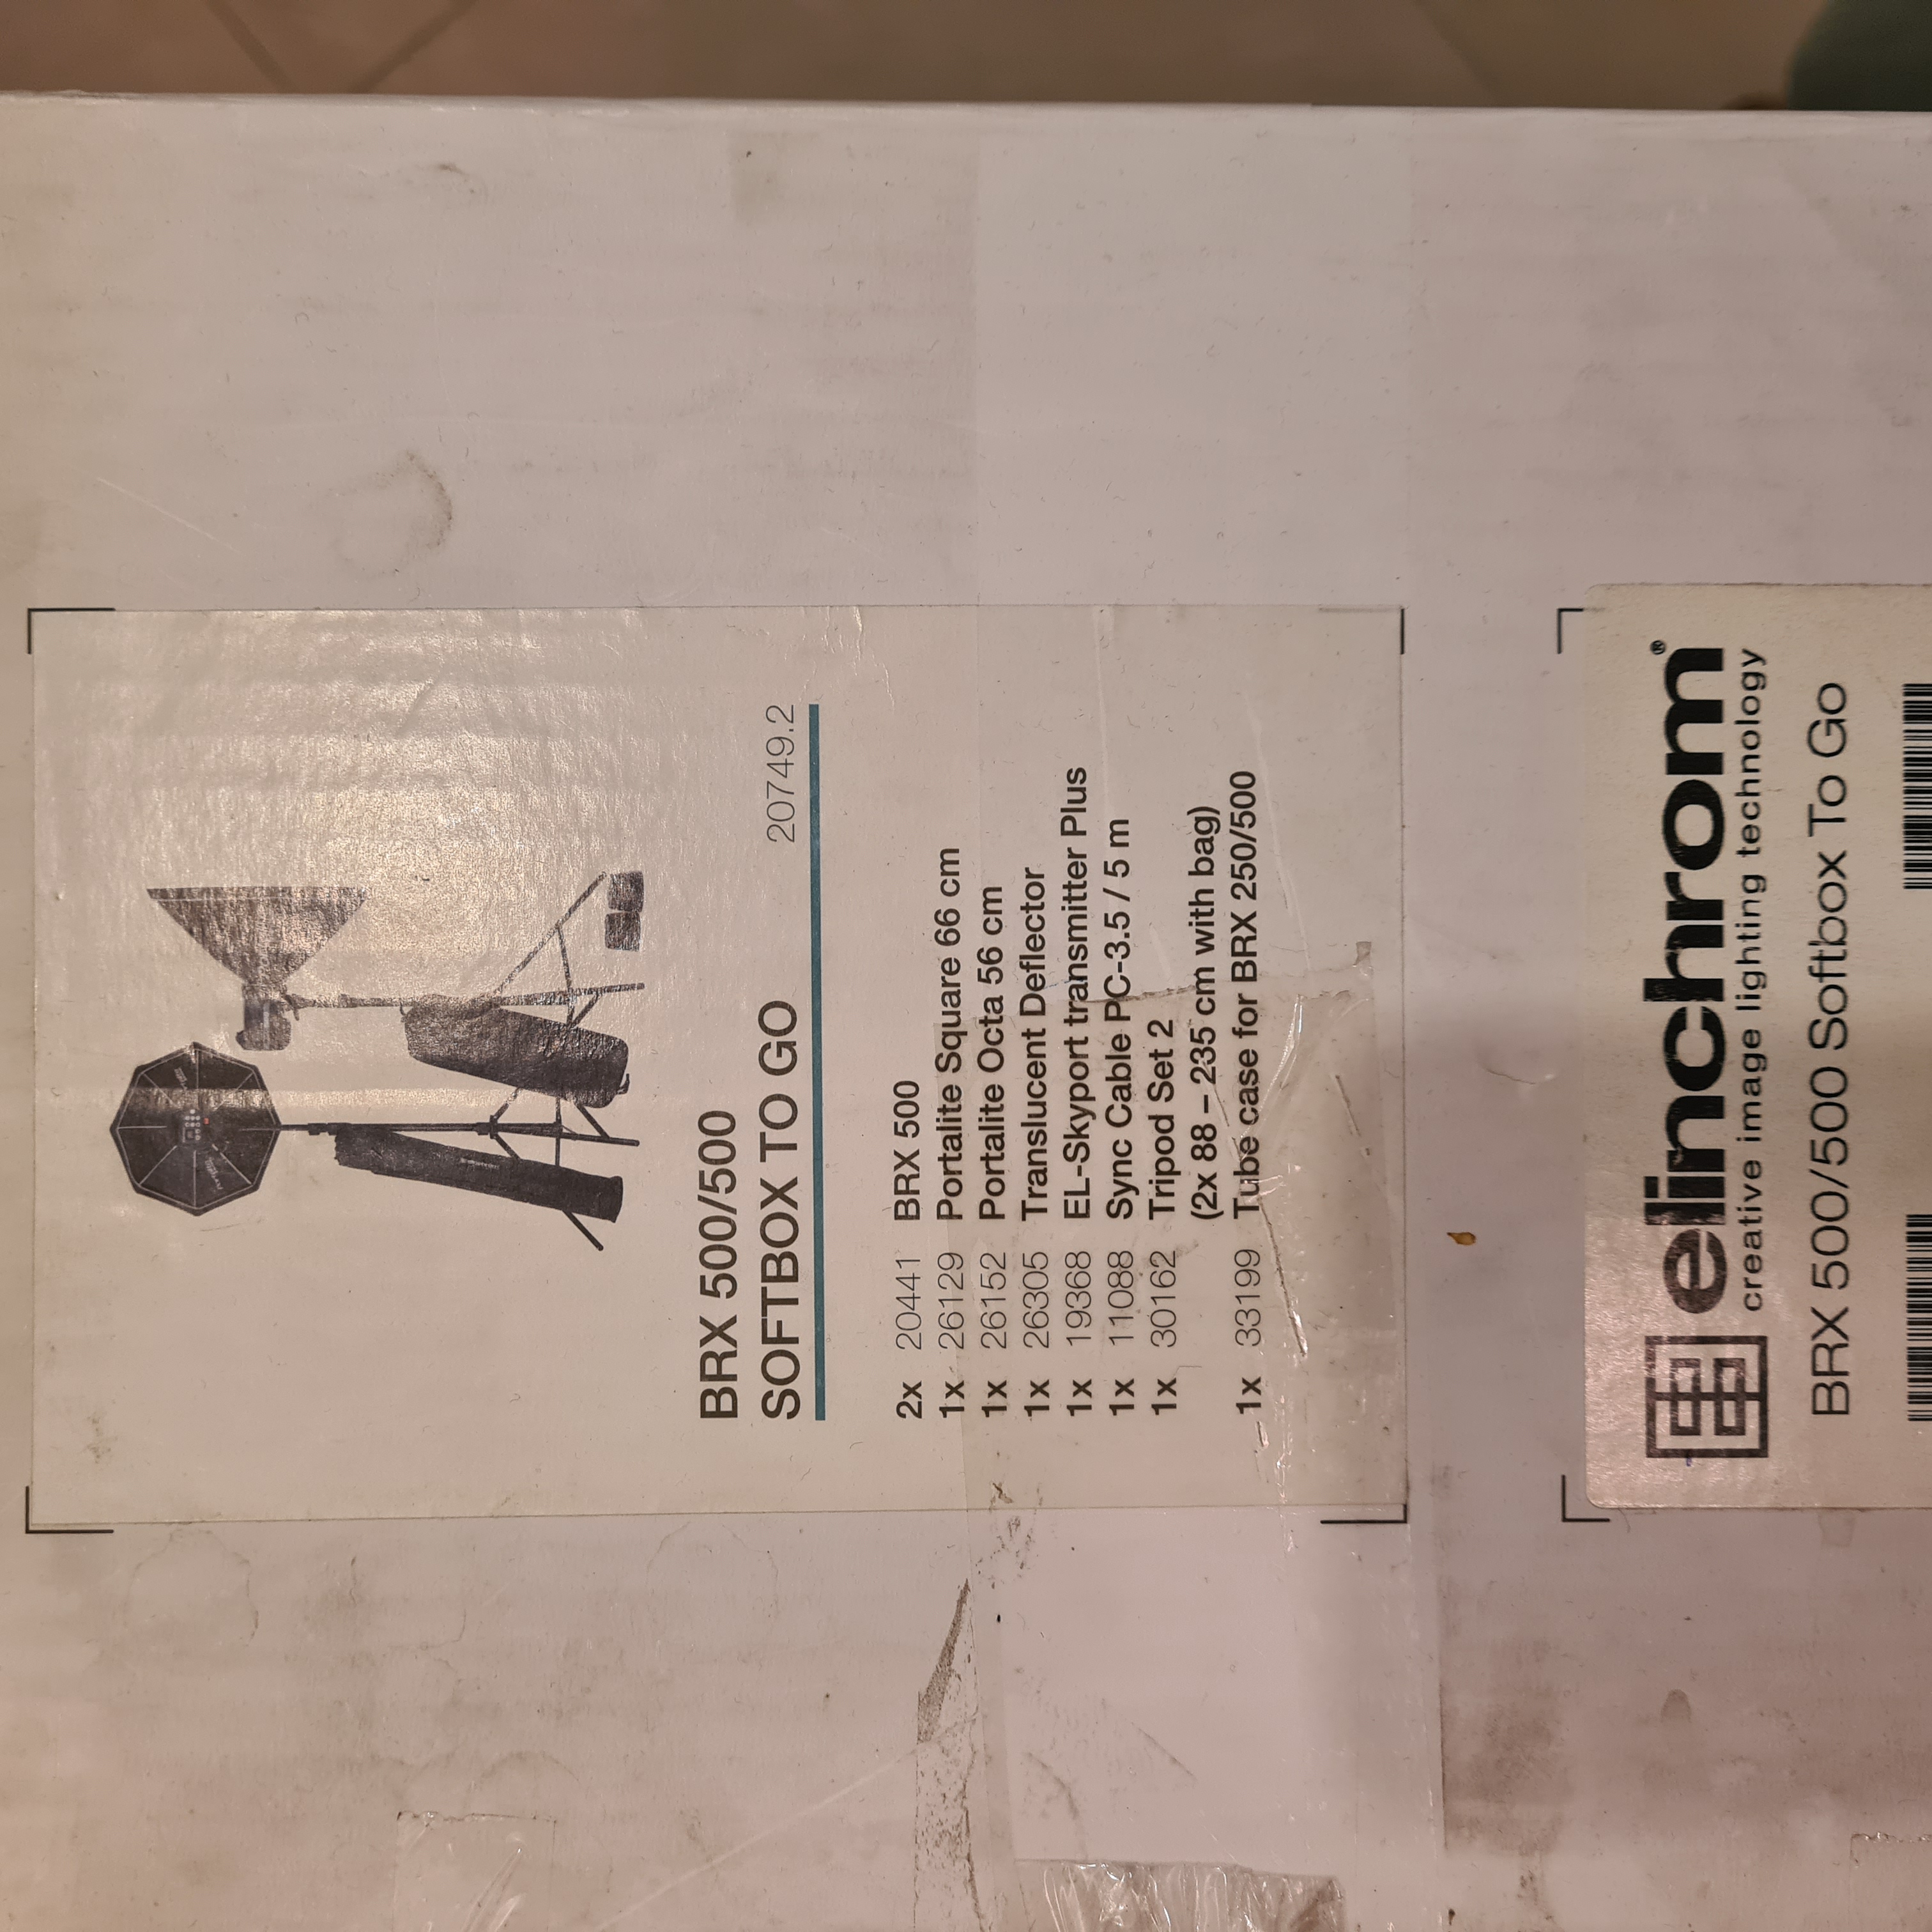 BRX 500/500
SOFTBOX TO GO 20749.2
2x 20441 BRX 500
1x 26129 Portalite Square 66 cm
1x 26152 Portalite Octa 56 cm
1x 26305 Translucent Deflector
1x 19368 EL-Skyport transmitter Plus
1x 11088 Sync Cable PC-3.5 / 5 m
1x 30162 Tripod Set 2
(2x 88 – 235 cm with bag)
1x 33199 Tube case for BRX 250/500
elinchrom®
creative image lighting technology
BRX 500/500 Softbox To Go